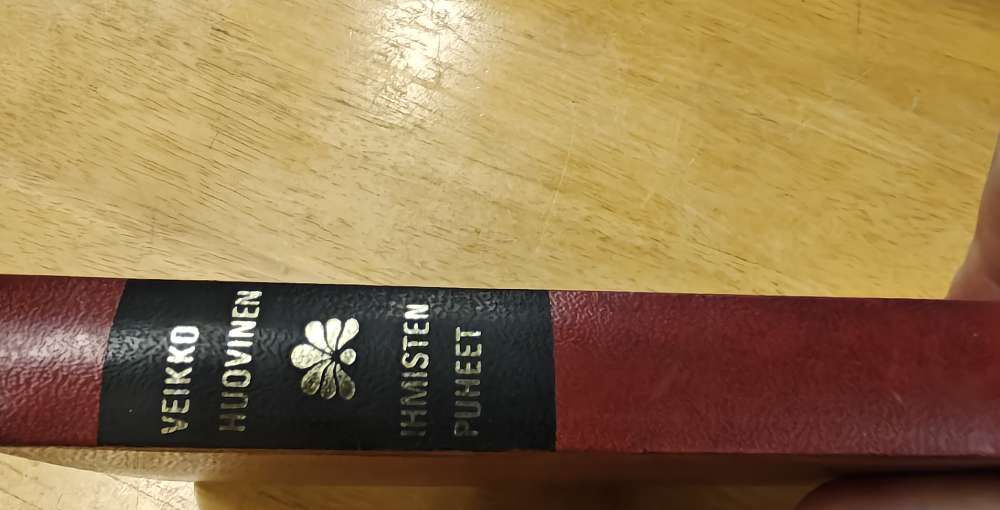 VEIKKO
HUOVINEN
IHMISTEN
PUHEET